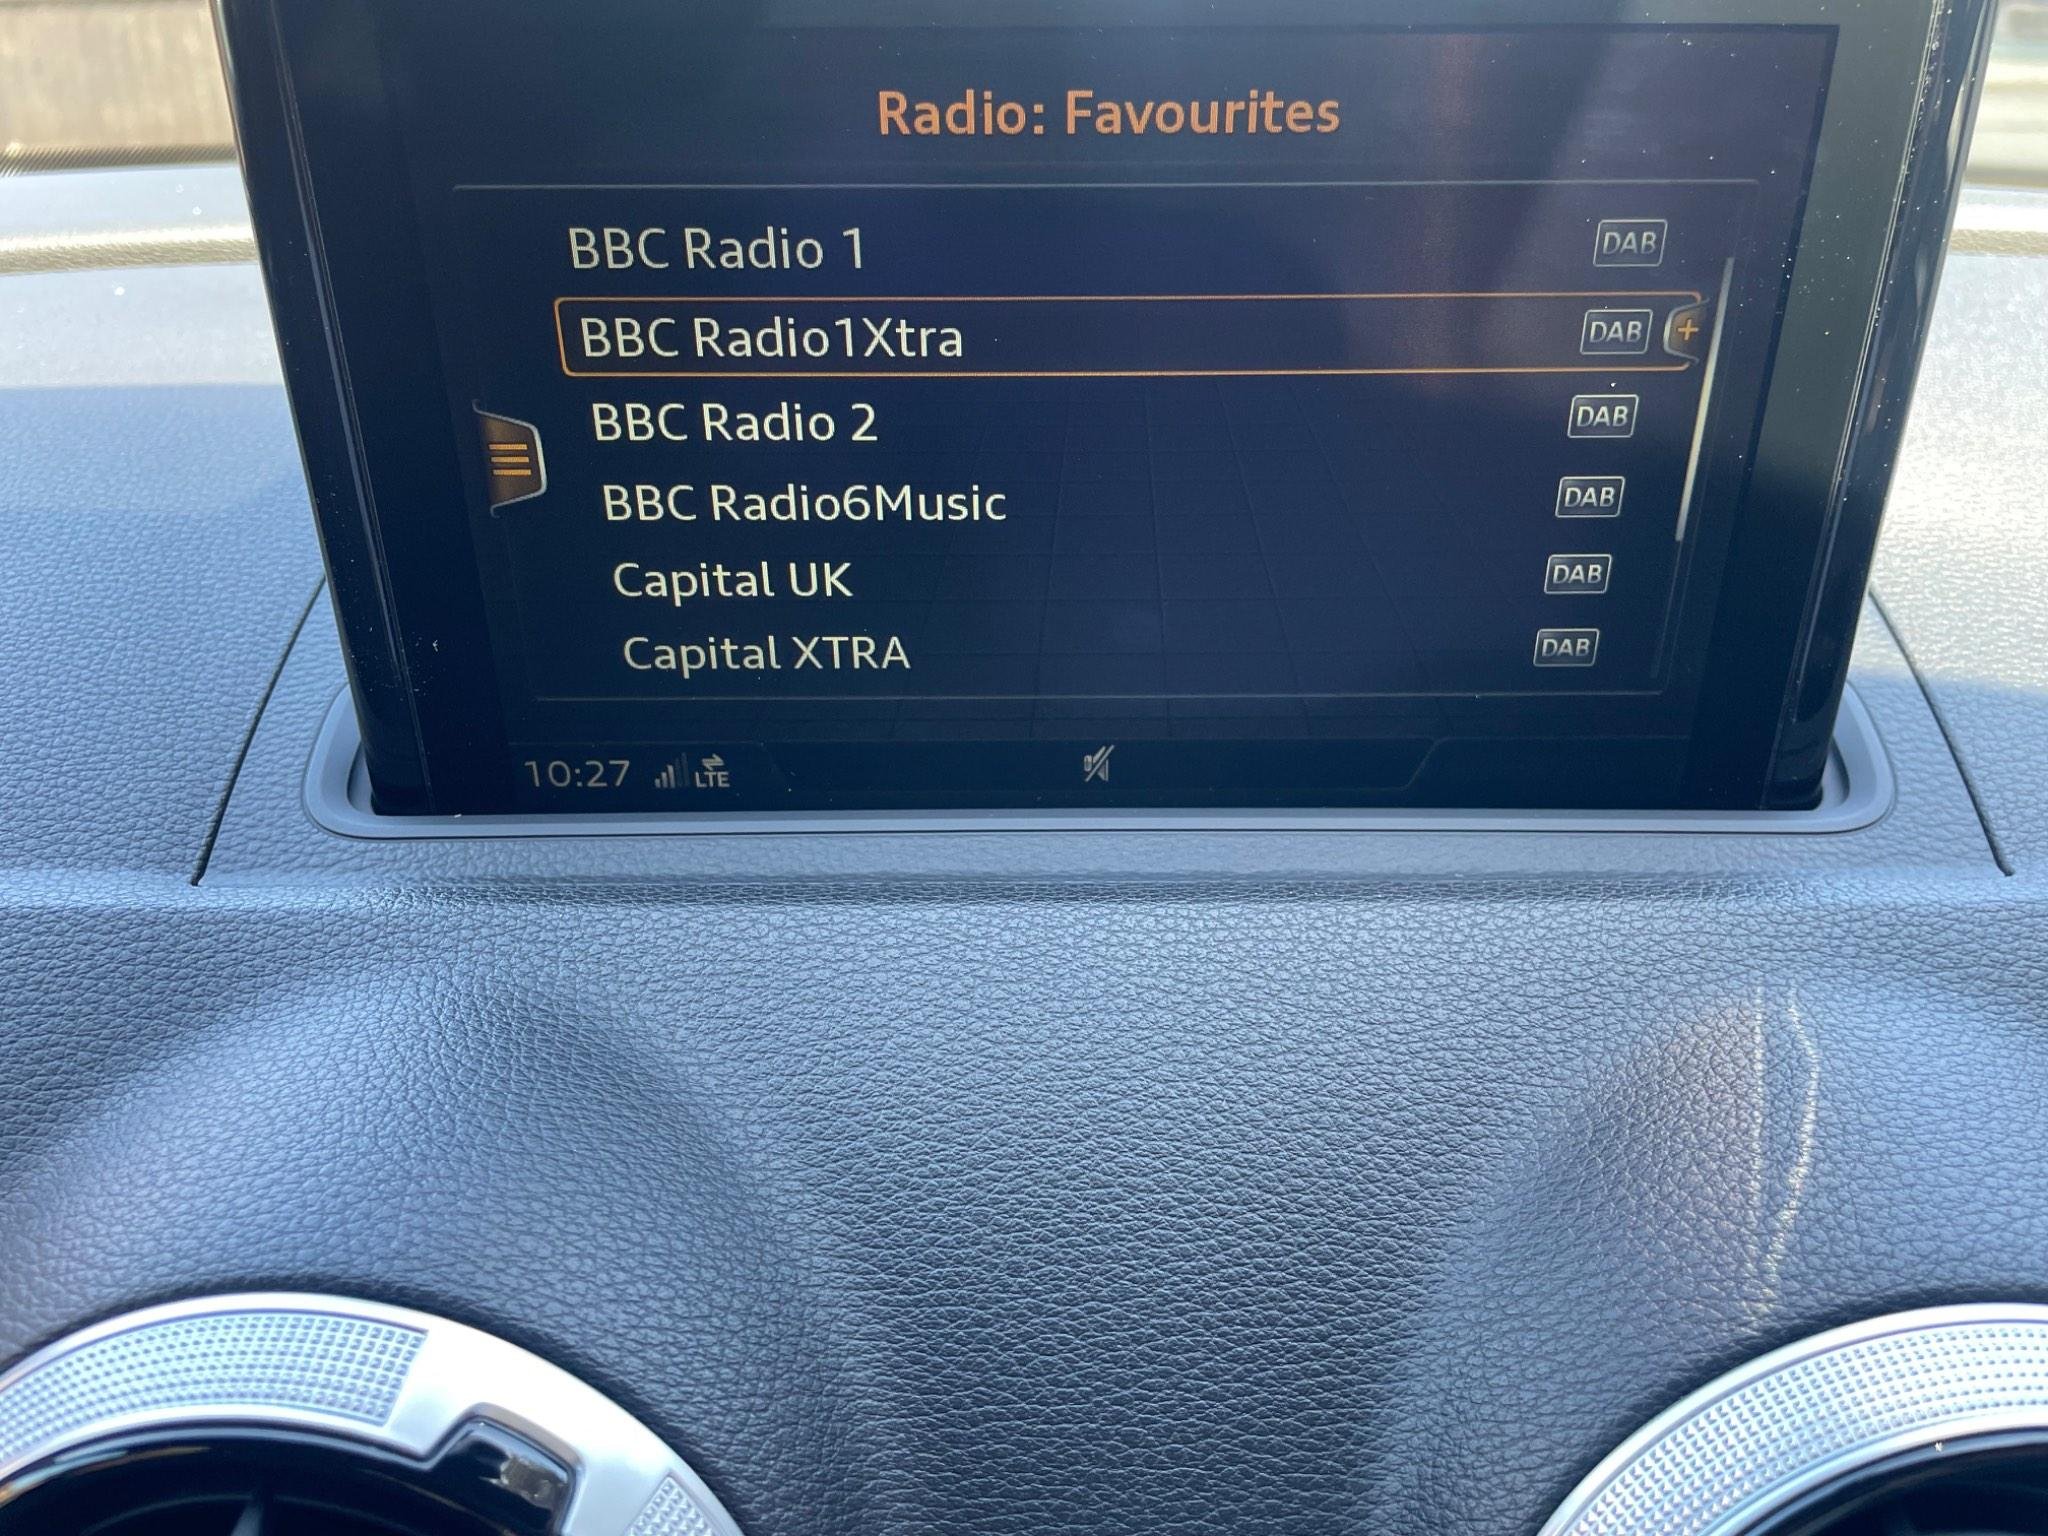 Radio: Favourites
BBC Radio 1 DAB
BBC Radio1Xtra DAB +
BBC Radio 2 DAB
BBC Radio6Music DAB
Capital UK DAB
Capital XTRA DAB
10:27 LTE